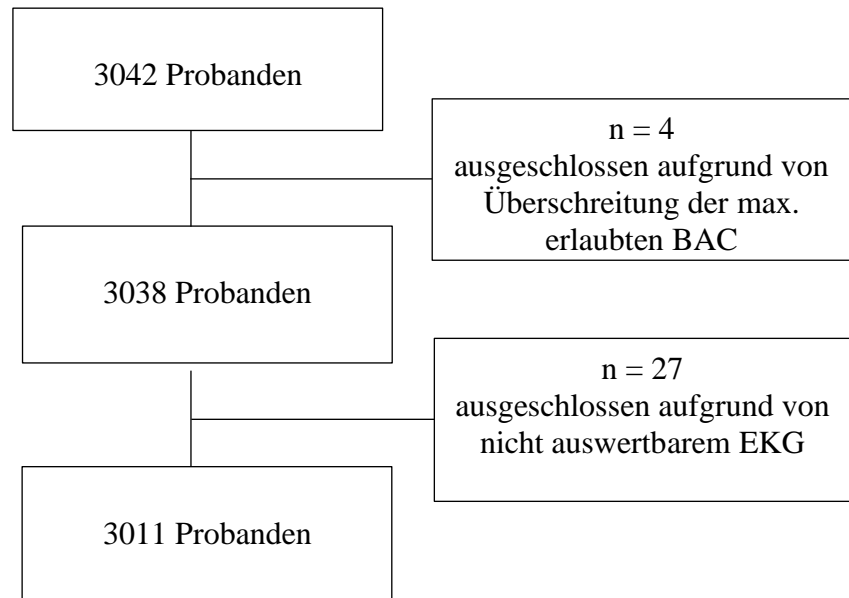 3042 Probanden
n = 4
ausgeschlossen aufgrund von
Überschreitung der max.
erlaubten BAC
3038 Probanden
n = 27
ausgeschlossen aufgrund von
nicht auswertbarem EKG
3011 Probanden